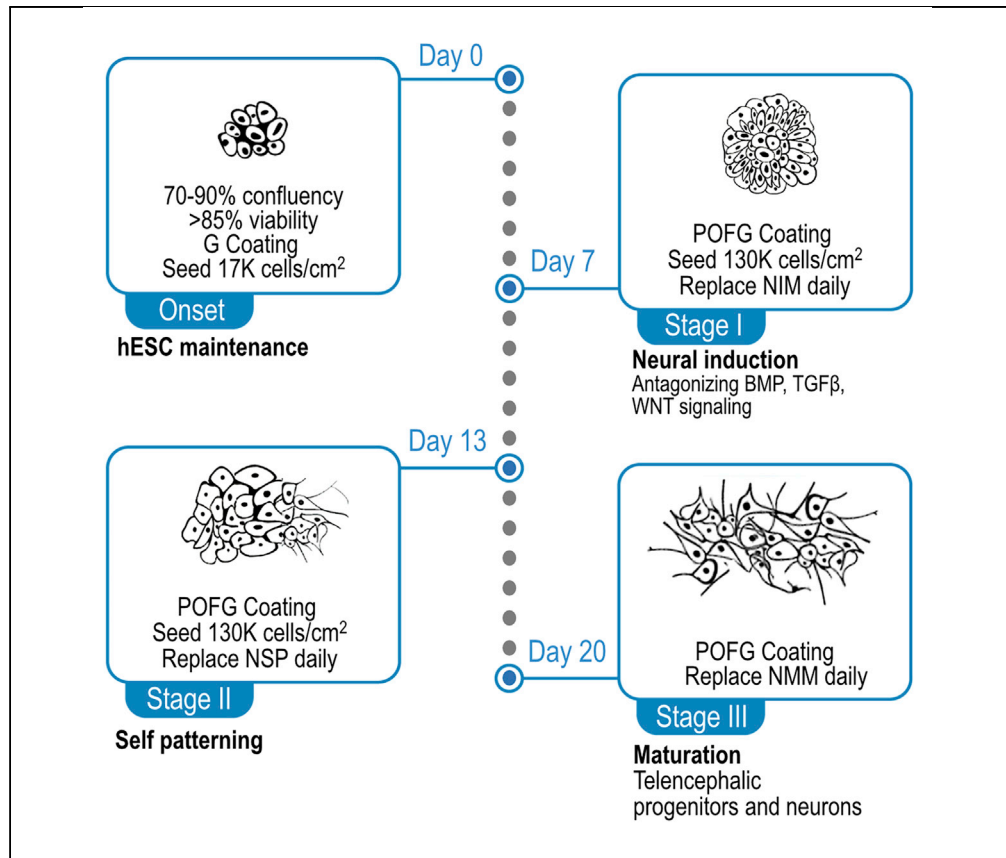 Day 0
70-90% confluency
>85% viability
G Coating
Seed 17K cells/cm²
Onset
hESC maintenance
Day 7
POFG Coating
Seed 130K cells/cm²
Replace NIM daily
Stage I
Neural induction
Antagonizing BMP, TGFβ,
WNT signaling
Day 13
POFG Coating
Seed 130K cells/cm²
Replace NSP daily
Stage II
Self patterning
Day 20
POFG Coating
Replace NMM daily
Stage III
Maturation
Telencephalic
progenitors and neurons